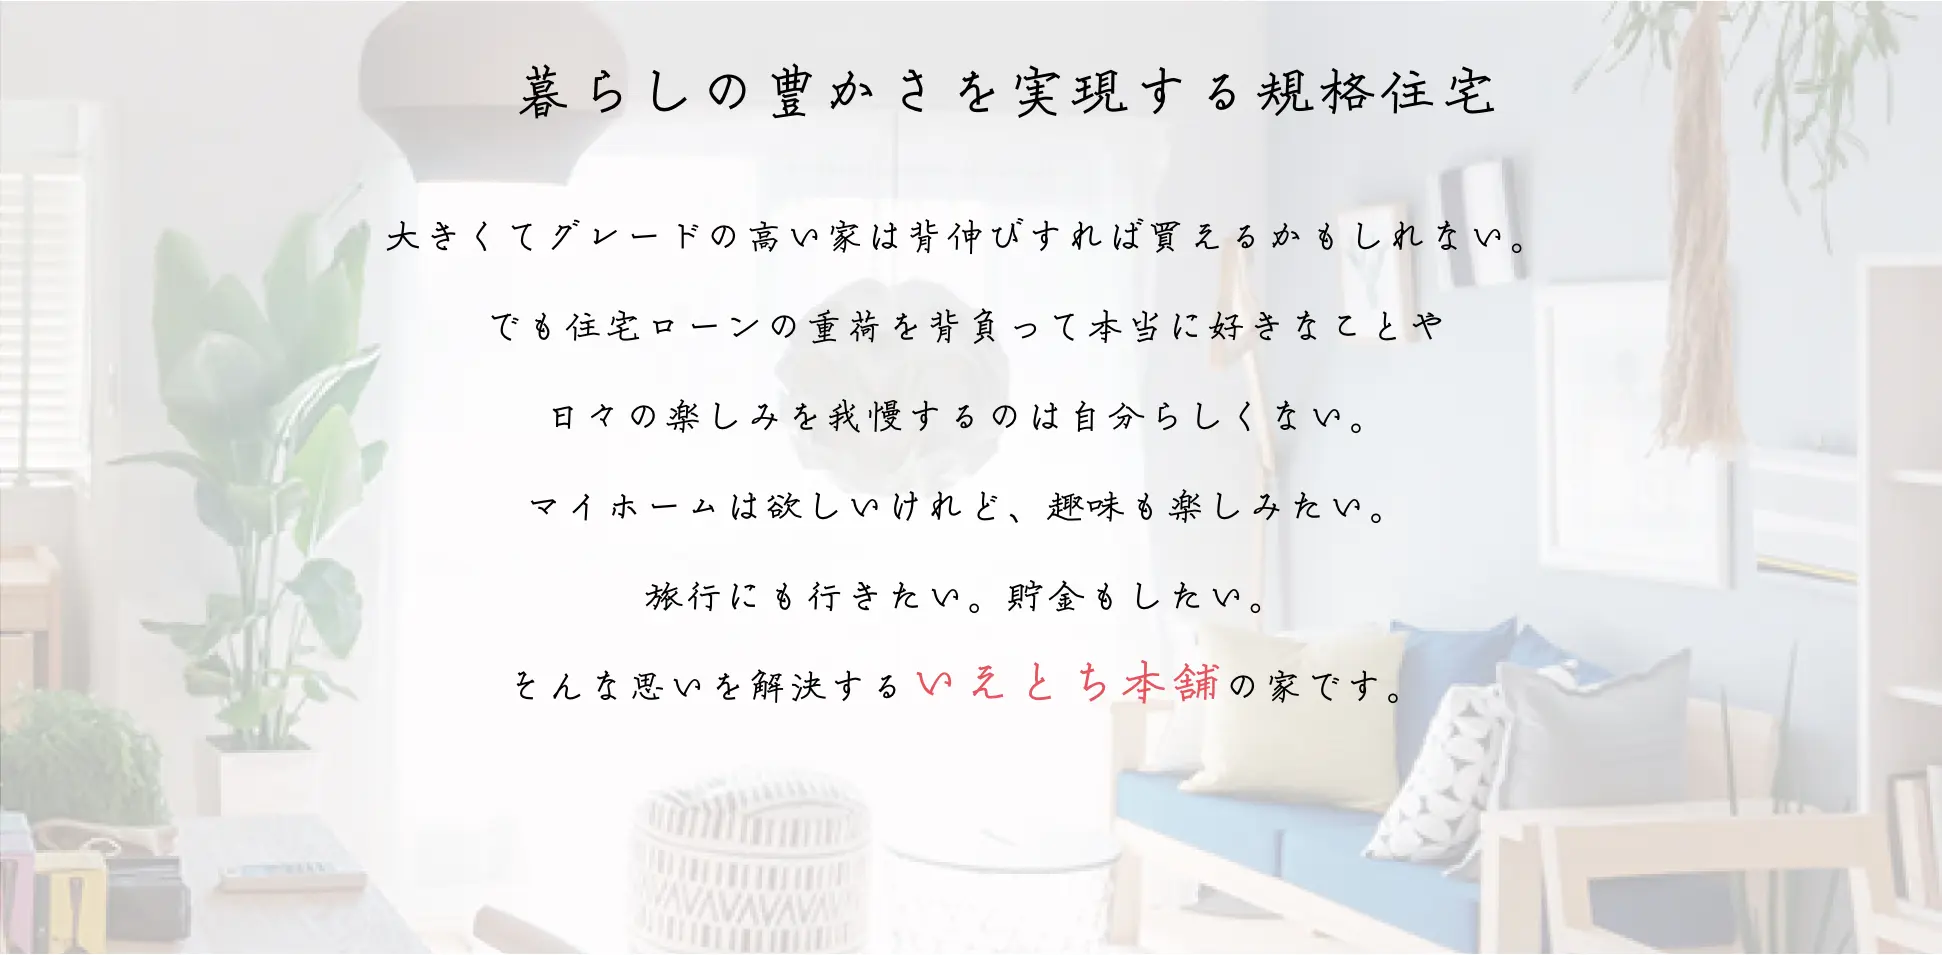 暮らしの豊かさを実現する規格住宅
大きくてグレードの高い家は背伸びすれば買えるかもしれない。
でも住宅ローンの重荷を背負って本当に好きなことや
日々の楽しみを我慢するのは自分らしくない。
マイホームは欲しいけれど、趣味も楽しみたい。
旅行にも行きたい。貯金もしたい。
そんな思いを解決するいえとち本舗の家です。